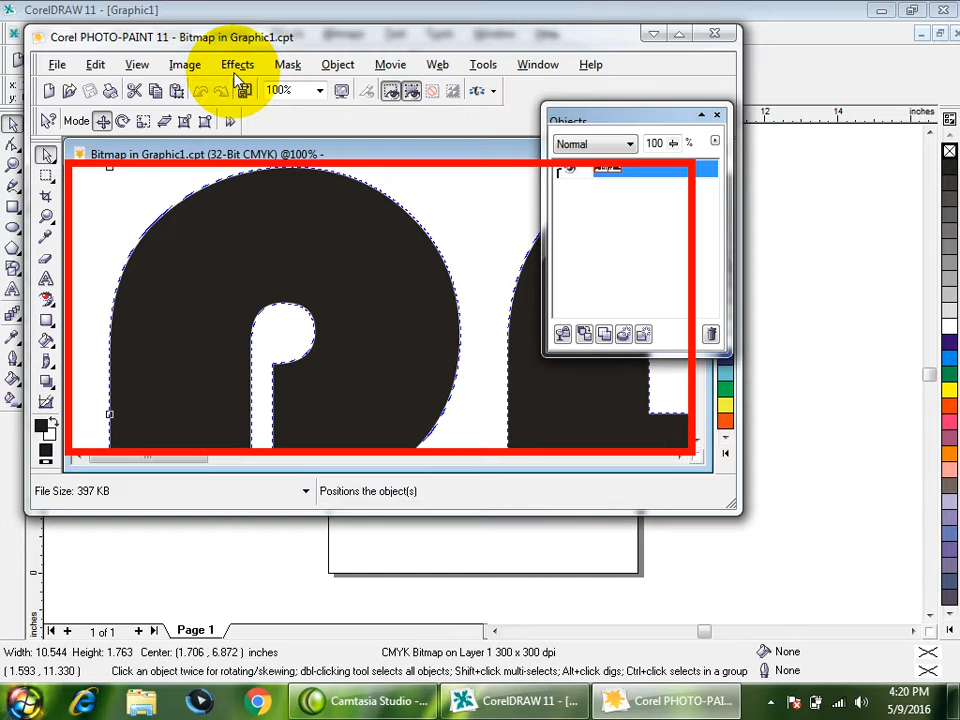 CorelDRAW 11 - [Graphic1]
Corel PHOTO-PAINT 11 - Bitmap in Graphic1.cpt
File Edit View Image Effects Mask Object Movie Web Tools Window Help
100%
x:
y:
Mode
Objects
12 14
Normal 100 %
Bitmap in Graphic1.cpt (32-Bit CMYK) @100% -
File Size: 397 KB Positions the object(s)
0
inches
inches
1 of 1 Page 1
Width: 10.544 Height: 1.763 Center: (1.706, 6.872 ) inches CMYK Bitmap on Layer 1 300 x 300 dpi None
(1.593, 11.330) Click an object twice for rotating/skewing; dbl-clicking tool selects all objects; Shift+click multi-selects; Alt+click digs; Ctrl+click selects in a group None
Camtasia Studio -... CorelDRAW 11 - [... Corel PHOTO-PAI...
4:20 PM
5/9/2016